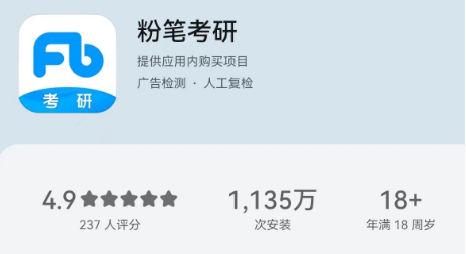 粉笔考研
提供应用内购买项目
广告检测 · 人工复检
Fb
考研
4.9★★★★★
237 人评分
1,135万
次安装
18+
年满 18 周岁